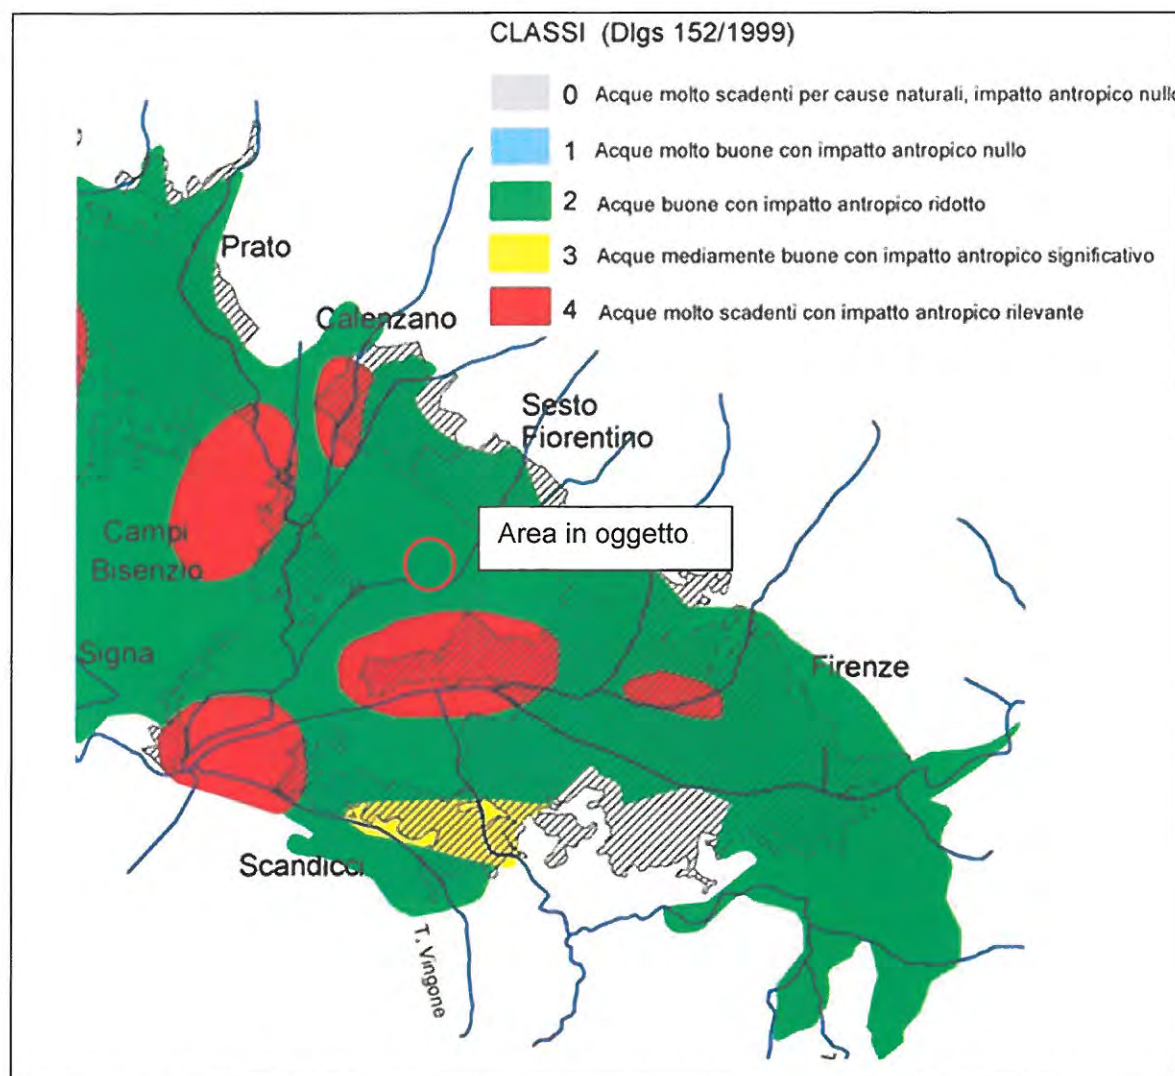 CLASSI (Dlgs 152/1999)
0 Acque molto scadenti per cause naturali, impatto antropico nullo
1 Acque molto buone con impatto antropico nullo
2 Acque buone con impatto antropico ridotto
3 Acque mediamente buone con impatto antropico significativo
4 Acque molto scadenti con impatto antropico rilevante
Prato
Calenzano
Sesto
Fiorentino
Area in oggetto
Campi
Bisenzio
Signa
Firenze
Scandicci
T. Vingone